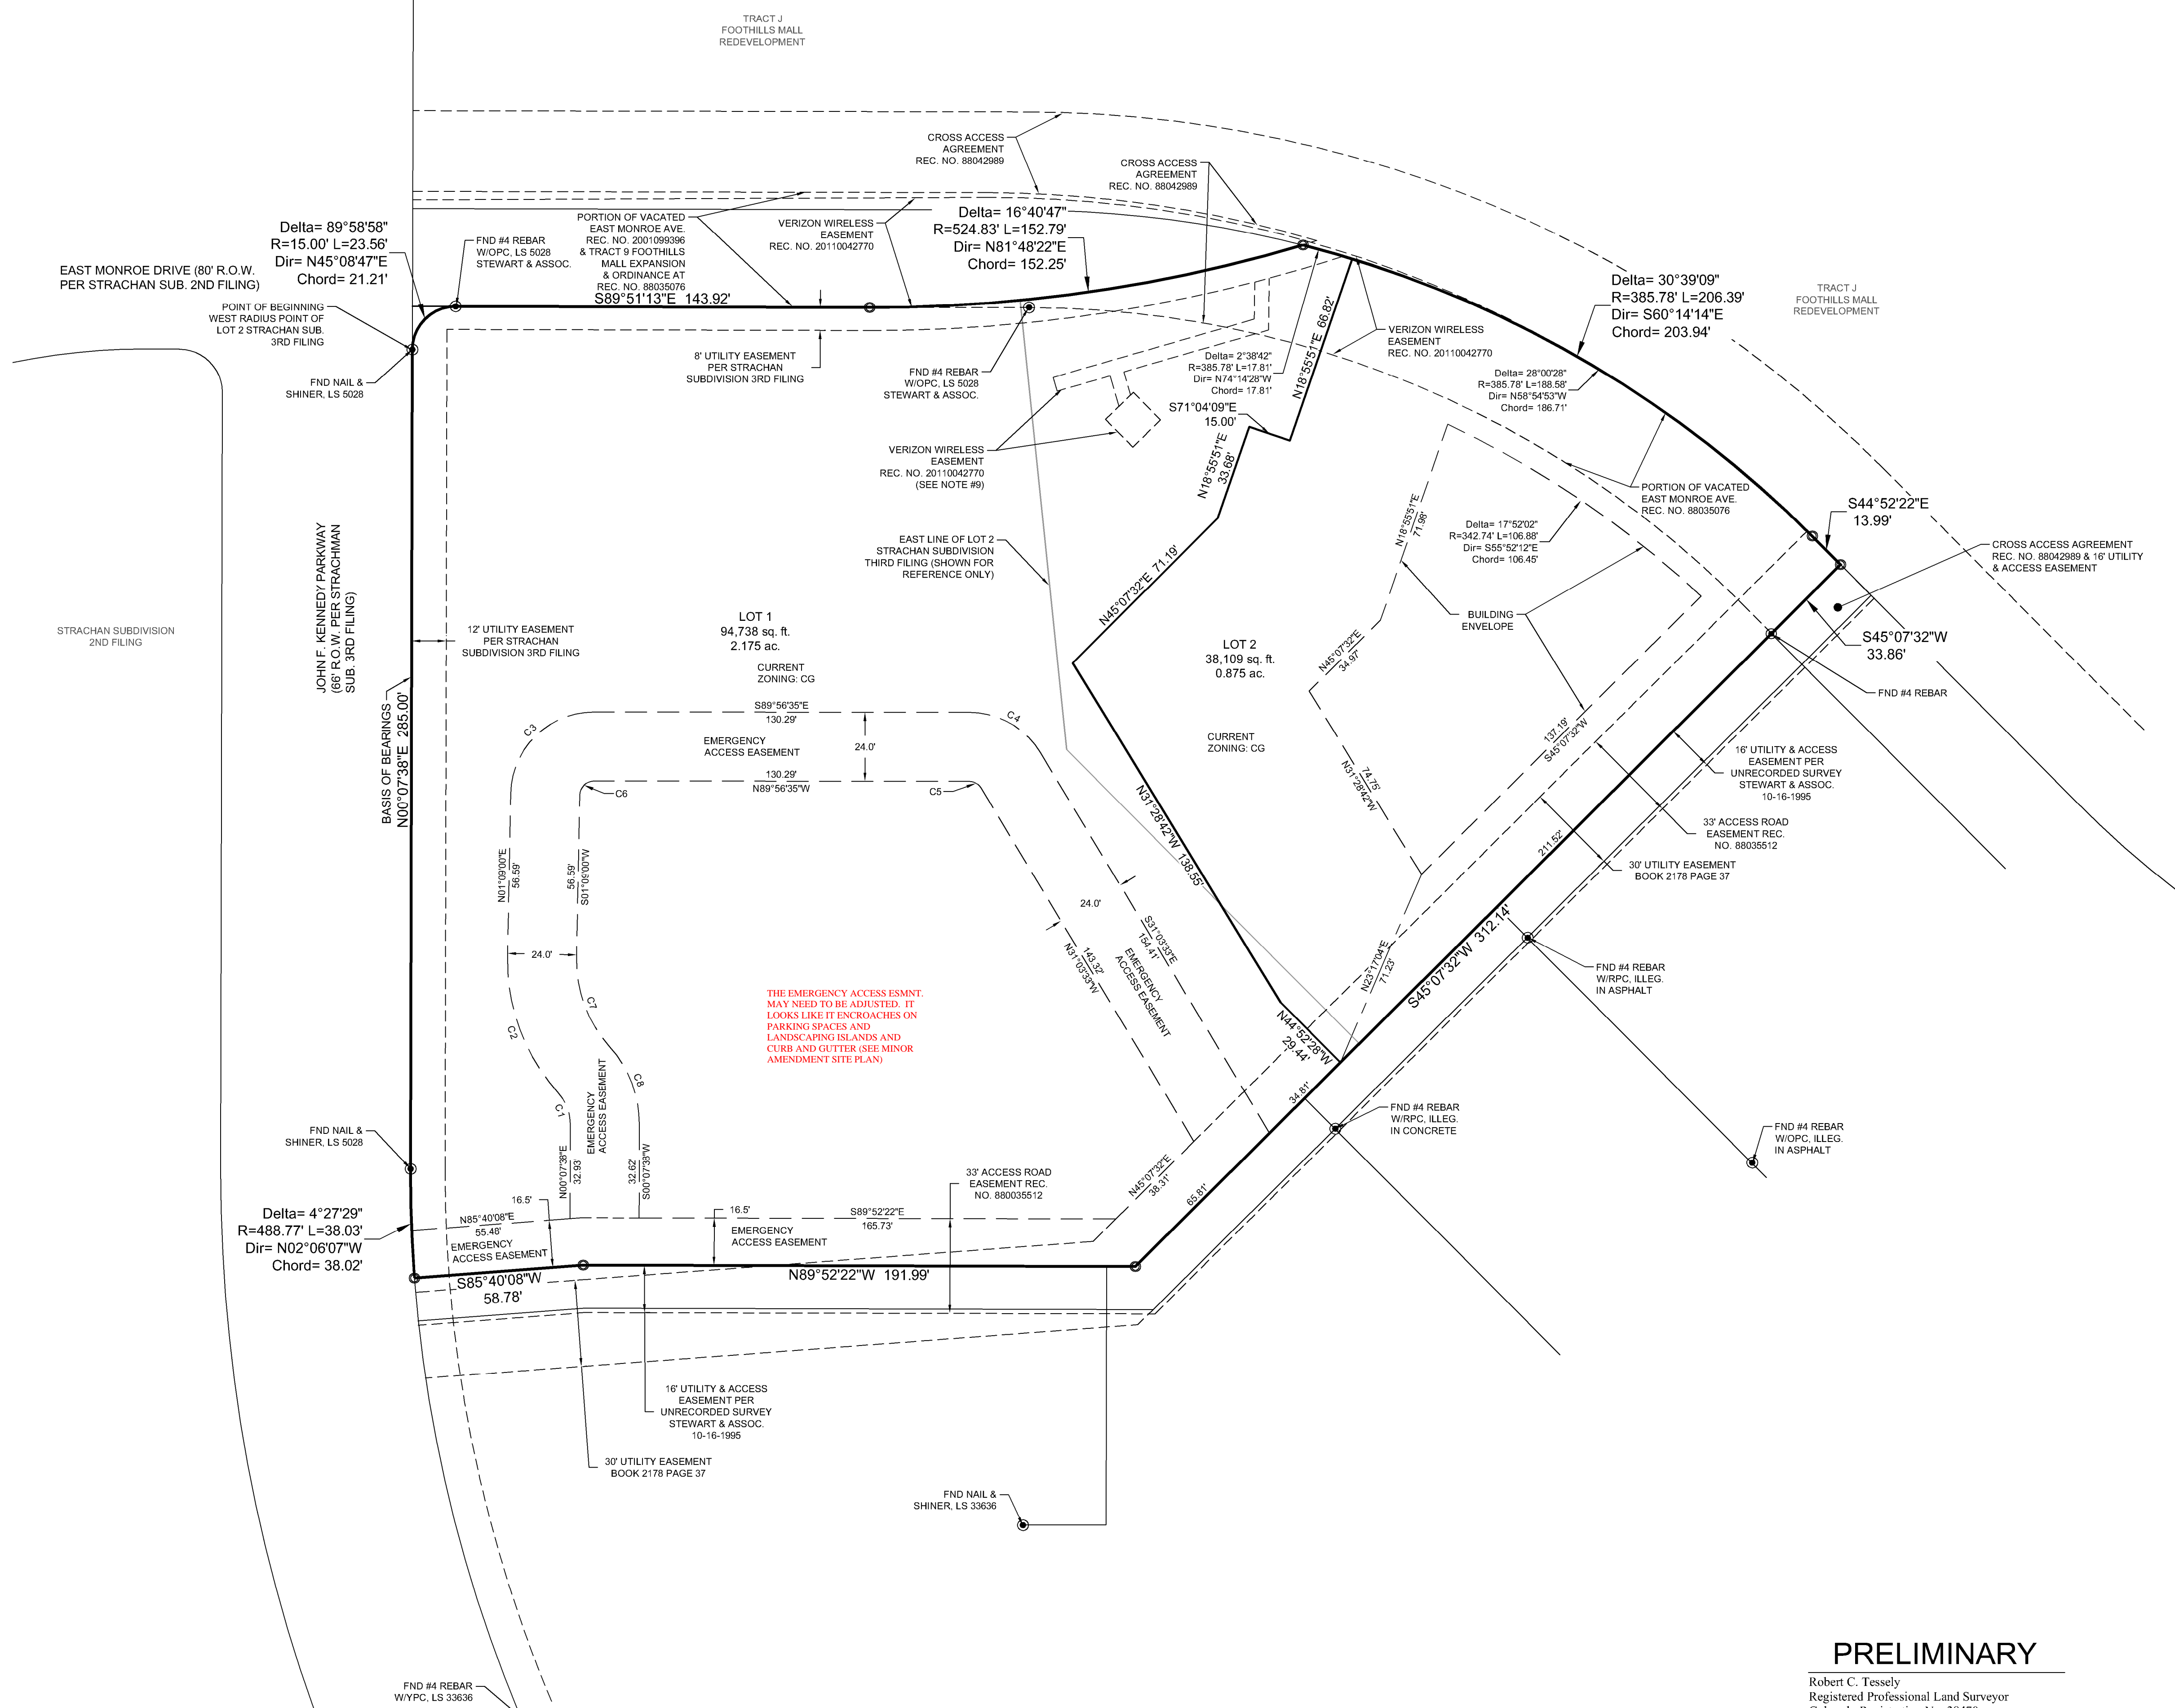 TRACT J
FOOTHILLS MALL
REDEVELOPMENT
CROSS ACCESS
AGREEMENT
REC. NO. 88042989
CROSS ACCESS
AGREEMENT
REC. NO. 88042989
Delta= 89°58'58"
R=15.00' L=23.56'
Dir= N45°08'47"E
Chord= 21.21'
FND #4 REBAR
W/OPC, LS 5028
STEWART & ASSOC.
PORTION OF VACATED
EAST MONROE AVE.
REC. NO. 2001099396
& TRACT 9 FOOTHILLS
MALL EXPANSION
& ORDINANCE AT
REC. NO. 88035076
S89°51'13"E 143.92'
VERIZON WIRELESS
EASEMENT
REC. NO. 20110042770
Delta= 16°40'47"
R=524.83' L=152.79'
Dir= N81°48'22"E
Chord= 152.25'
EAST MONROE DRIVE (80' R.O.W.
PER STRACHAN SUB. 2ND FILING)
POINT OF BEGINNING
WEST RADIUS POINT OF
LOT 2 STRACHAN SUB.
3RD FILING
FND NAIL &
SHINER, LS 5028
8' UTILITY EASEMENT
PER STRACHAN
SUBDIVISION 3RD FILING
FND #4 REBAR
W/OPC, LS 5028
STEWART & ASSOC.
Delta= 30°39'09"
R=385.78' L=206.39'
Dir= S60°14'14"E
Chord= 203.94'
TRACT J
FOOTHILLS MALL
REDEVELOPMENT
VERIZON WIRELESS
EASEMENT
REC. NO. 20110042770
N18°55'51"E 66.82'
Delta= 2°38'42"
R=385.78' L=17.81'
Dir= N74°14'28"W
Chord= 17.81'
Delta= 28°00'28"
R=385.78' L=188.58'
Dir= N58°54'53"W
Chord= 186.71'
S71°04'09"E
15.00'
N18°55'51"E
33.68'
VERIZON WIRELESS
EASEMENT
REC. NO. 20110042770
(SEE NOTE #9)
PORTION OF VACATED
EAST MONROE AVE.
REC. NO. 88035076
S44°52'22"E
13.99'
N18°55'51"E
71.98'
Delta= 17°52'02"
R=342.74' L=106.88'
Dir= S55°52'12"E
Chord= 106.45'
CROSS ACCESS AGREEMENT
REC. NO. 88042989 & 16' UTILITY
& ACCESS EASEMENT
EAST LINE OF LOT 2
STRACHAN SUBDIVISION
THIRD FILING (SHOWN FOR
REFERENCE ONLY)
N45°07'32"E 71.19'
JOHN F. KENNEDY PARKWAY
(66' R.O.W. PER STRACHMAN
SUB. 3RD FILING)
STRACHAN SUBDIVISION
2ND FILING
12' UTILITY EASEMENT
PER STRACHAN
SUBDIVISION 3RD FILING
LOT 1
94,738 sq. ft.
2.175 ac.
CURRENT
ZONING: CG
LOT 2
38,109 sq. ft.
0.875 ac.
BUILDING
ENVELOPE
N45°07'32"E
34.97'
S45°07'32"W
33.86'
FND #4 REBAR
BASIS OF BEARINGS
N00°07'38"E 285.00'
S89°56'35"E
130.29'
C3
C4
EMERGENCY
ACCESS EASEMENT
24.0'
130.29'
N89°56'35"W
C6
C5
CURRENT
ZONING: CG
137.19'
S45°07'32"W
74.75'
N31°28'42"W
16' UTILITY & ACCESS
EASEMENT PER
UNRECORDED SURVEY
STEWART & ASSOC.
10-16-1995
33' ACCESS ROAD
EASEMENT REC.
NO. 88035512
30' UTILITY EASEMENT
BOOK 2178 PAGE 37
N31°28'42"W 138.55'
211.52'
N01°09'00"E
56.59'
56.59'
S01°09'00"W
24.0'
24.0'
S31°03'33"E
154.41'
EMERGENCY
ACCESS EASEMENT
143.32'
N31°03'33"W
N23°17'04"E
71.23'
S45°07'32"W 312.14'
FND #4 REBAR
W/RPC, ILLEG.
IN ASPHALT
C7
C2
THE EMERGENCY ACCESS ESMNT.
MAY NEED TO BE ADJUSTED. IT
LOOKS LIKE IT ENCROACHES ON
PARKING SPACES AND
LANDSCAPING ISLANDS AND
CURB AND GUTTER (SEE MINOR
AMENDMENT SITE PLAN)
N44°52'28"W
29.44'
C8
C1
EMERGENCY
ACCESS EASEMENT
34.81'
FND #4 REBAR
W/RPC, ILLEG.
IN CONCRETE
FND #4 REBAR
W/OPC, ILLEG.
IN ASPHALT
FND NAIL &
SHINER, LS 5028
N00°07'38"E
32.93'
32.62'
S00°07'38"W
33' ACCESS ROAD
EASEMENT REC.
NO. 880035512
N45°07'32"E
38.31'
65.81'
Delta= 4°27'29"
R=488.77' L=38.03'
Dir= N02°06'07"W
Chord= 38.02'
16.5'
N85°40'08"E
55.48'
EMERGENCY
ACCESS EASEMENT
16.5'
S89°52'22"E
165.73'
EMERGENCY
ACCESS EASEMENT
S85°40'08"W
58.78'
N89°52'22"W 191.99'
16' UTILITY & ACCESS
EASEMENT PER
UNRECORDED SURVEY
STEWART & ASSOC.
10-16-1995
30' UTILITY EASEMENT
BOOK 2178 PAGE 37
FND NAIL &
SHINER, LS 33636
FND #4 REBAR
W/YPC, LS 33636
PRELIMINARY
Robert C. Tessely
Registered Professional Land Surveyor